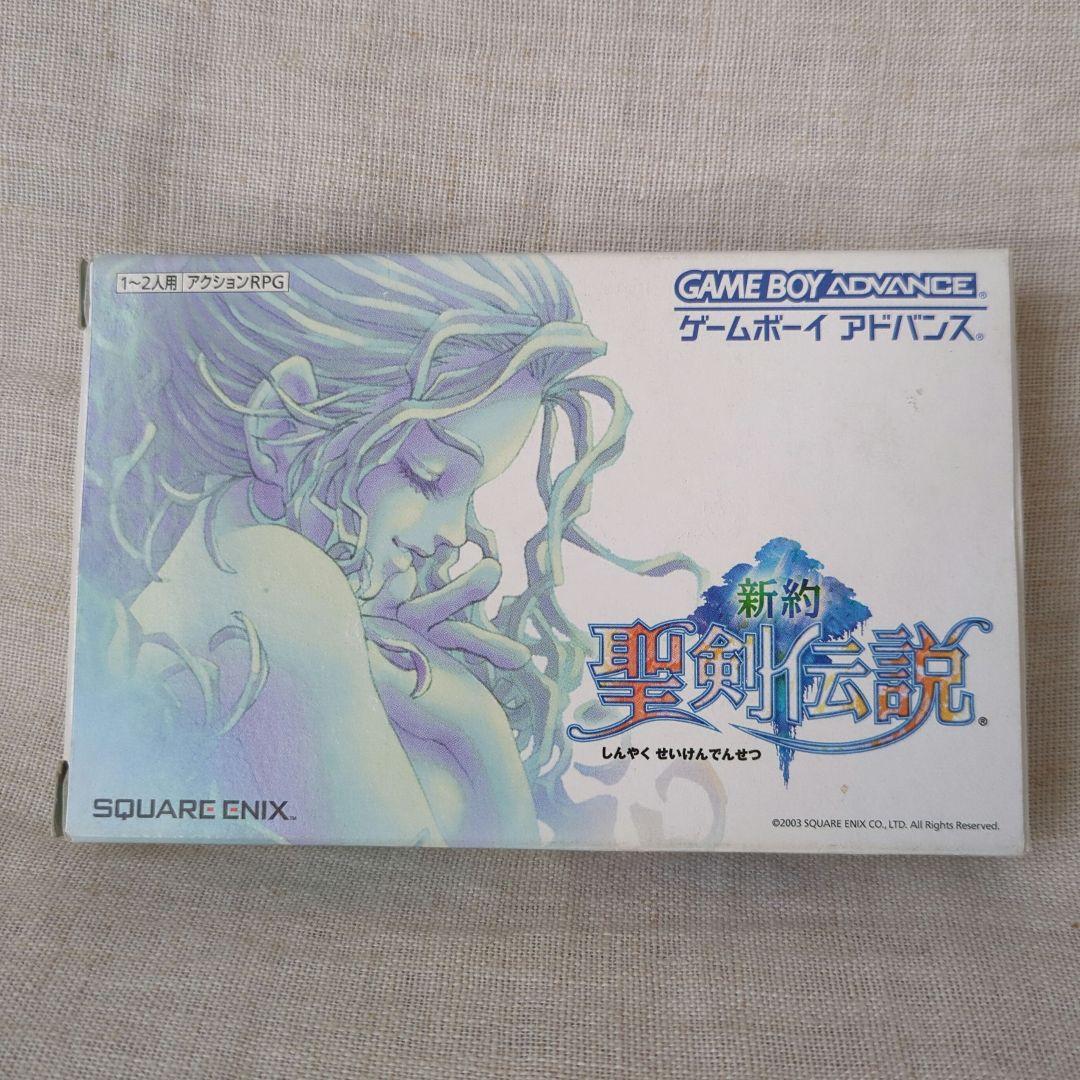 1〜2人用 アクションRPG
GAME BOY ADVANCE®
ゲームボーイ アドバンス®
新約
聖剣伝説®
しんやく せいけんでんせつ
SQUARE ENIX™
©2003 SQUARE ENIX CO., LTD. All Rights Reserved.